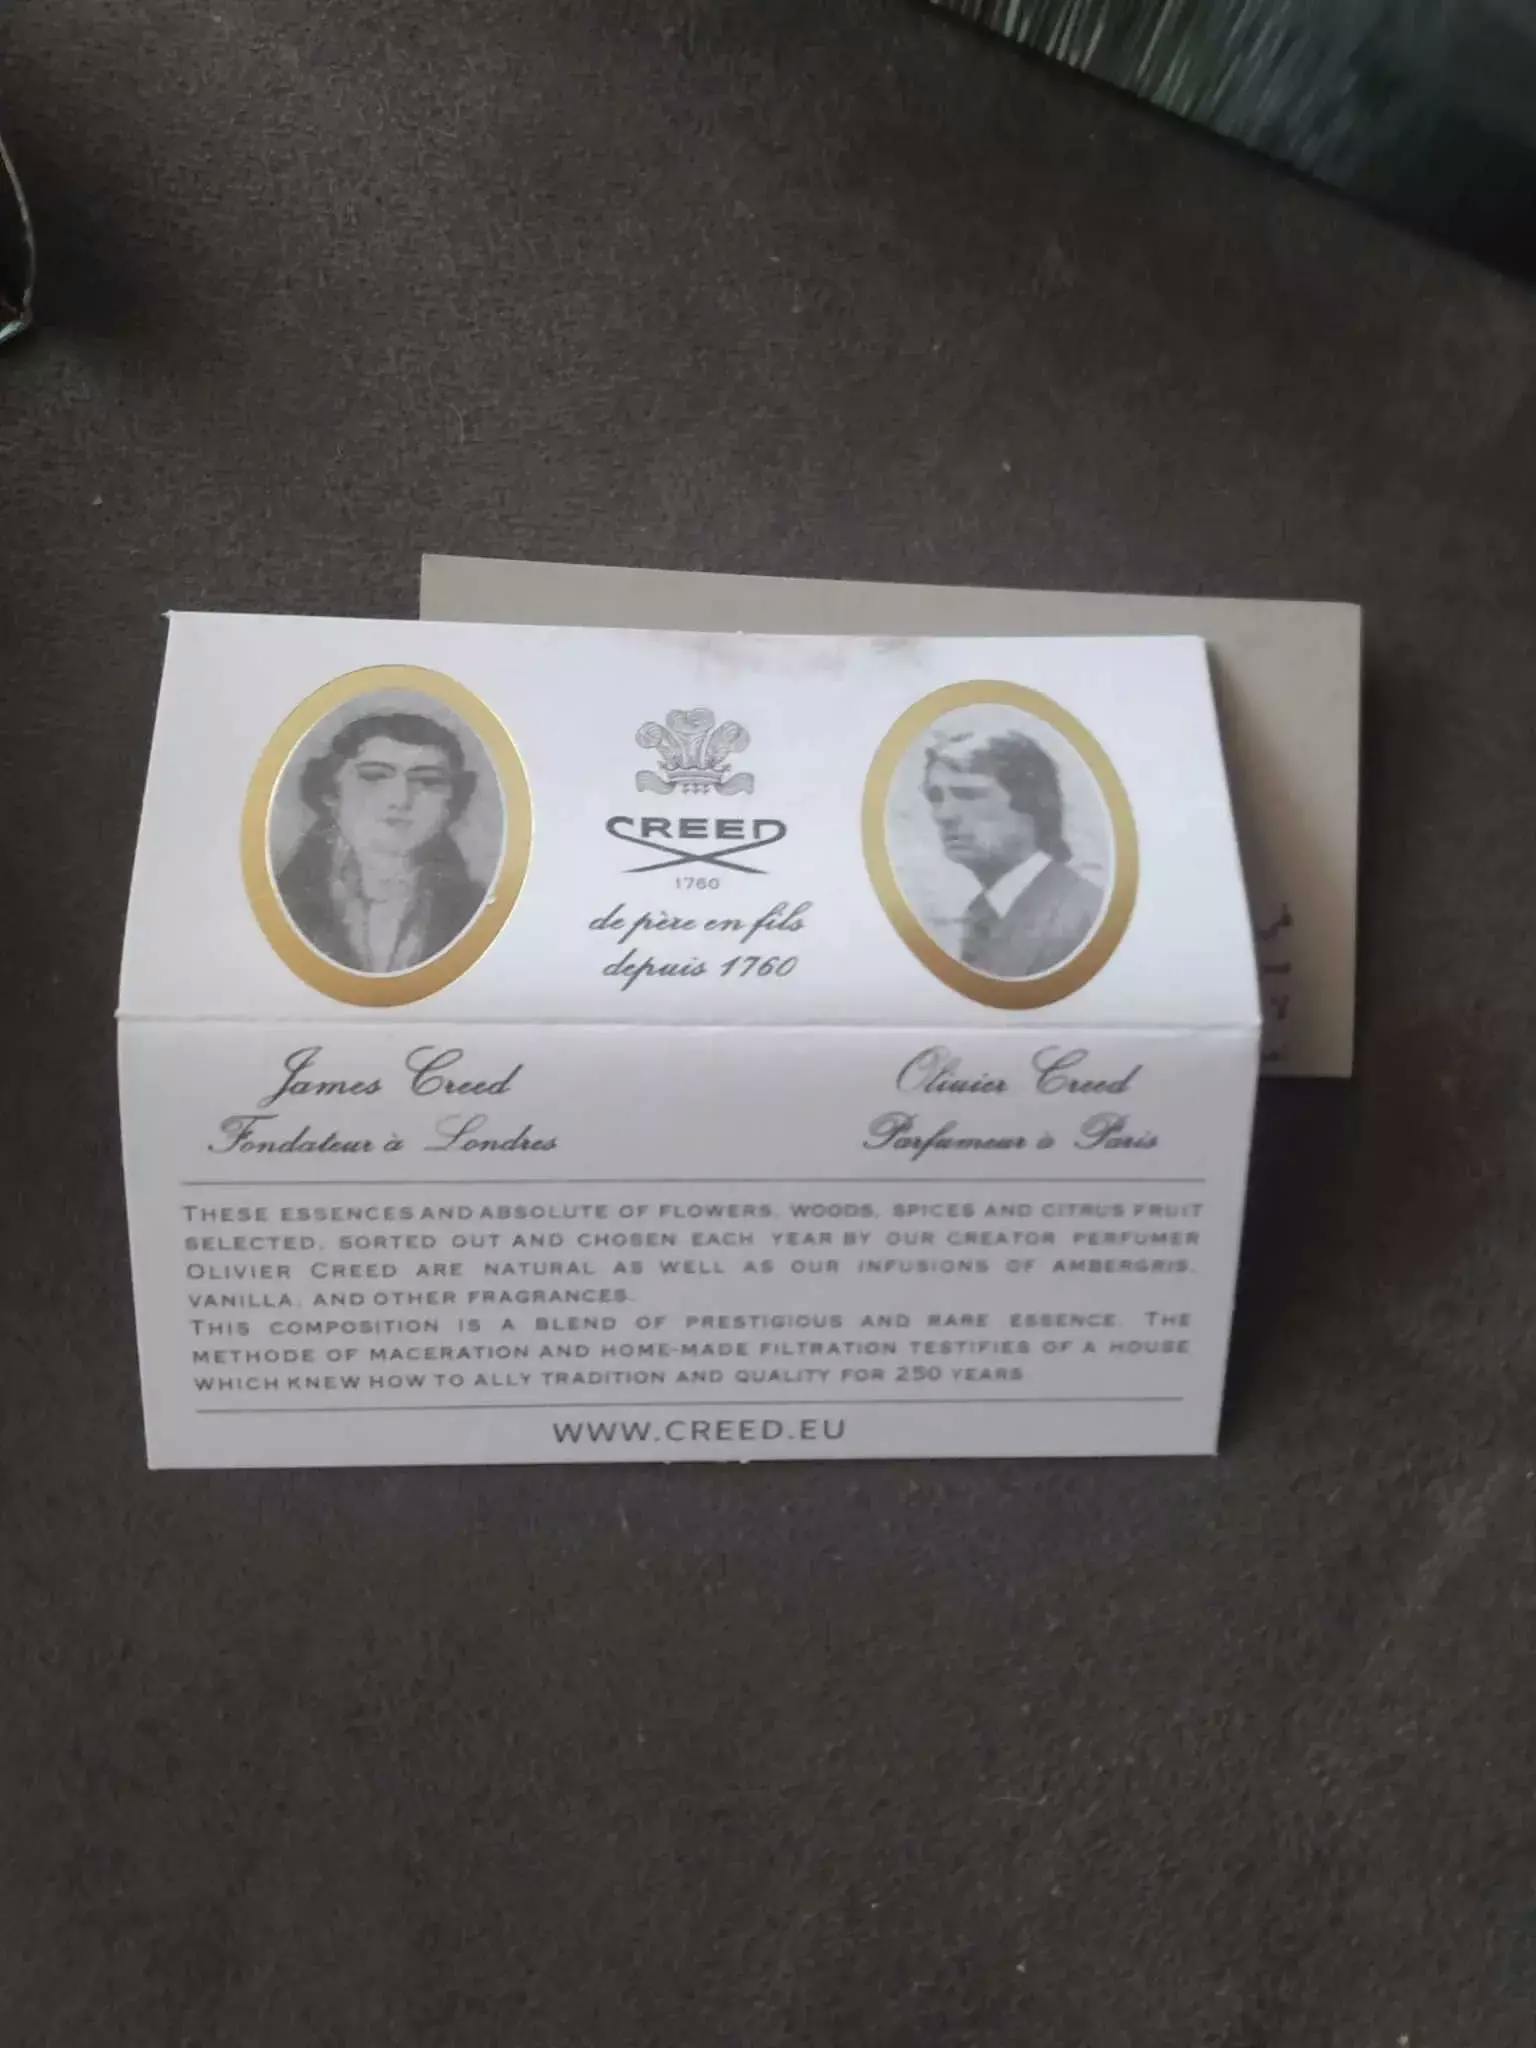 CREED
1760
de père en fils
depuis 1760
James Creed
Fondateur à Londres
Olivier Creed
Parfumeur à Paris
THESE ESSENCES AND ABSOLUTE OF FLOWERS, WOODS, SPICES AND CITRUS FRUIT
SELECTED, SORTED OUT AND CHOSEN EACH YEAR BY OUR CREATOR PERFUMER
OLIVIER CREED ARE NATURAL AS WELL AS OUR INFUSIONS OF AMBERGRIS,
VANILLA, AND OTHER FRAGRANCES.
THIS COMPOSITION IS A BLEND OF PRESTIGIOUS AND RARE ESSENCE. THE
METHODE OF MACERATION AND HOME-MADE FILTRATION TESTIFIES OF A HOUSE
WHICH KNEW HOW TO ALLY TRADITION AND QUALITY FOR 250 YEARS
WWW.CREED.EU